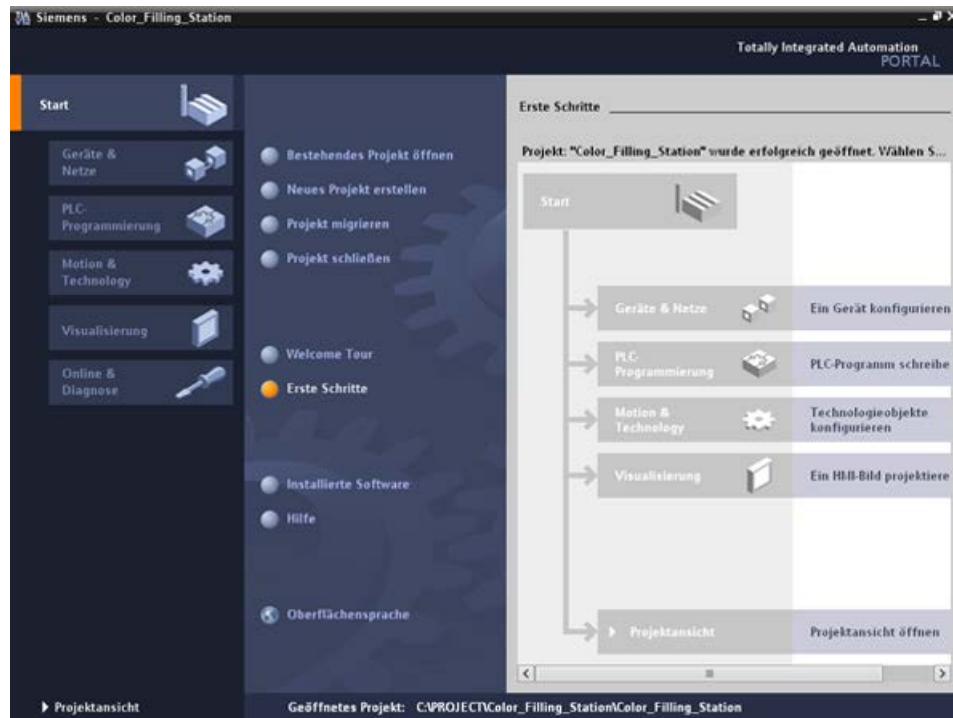 Siemens - Color_Filling_Station
Totally Integrated Automation
PORTAL
Start
Geräte &
Netze
PLC-
Programmierung
Motion &
Technology
Visualisierung
Online &
Diagnose
Bestehendes Projekt öffnen
Neues Projekt erstellen
Projekt migrieren
Projekt schließen
Welcome Tour
Erste Schritte
Installierte Software
Hilfe
Oberflächensprache
Erste Schritte
Projekt: "Color_Filling_Station" wurde erfolgreich geöffnet. Wählen S...
Start
Geräte & Netze
Ein Gerät konfigurieren
PLC-
Programmierung
PLC-Programm schreibe
Motion &
Technology
Technologieobjekte
konfigurieren
Visualisierung
Ein HMI-Bild projektiere
Projektansicht
Projektansicht öffnen
Projektansicht
Geöffnetes Projekt: C:\PROJECT\Color_Filling_Station\Color_Filling_Station